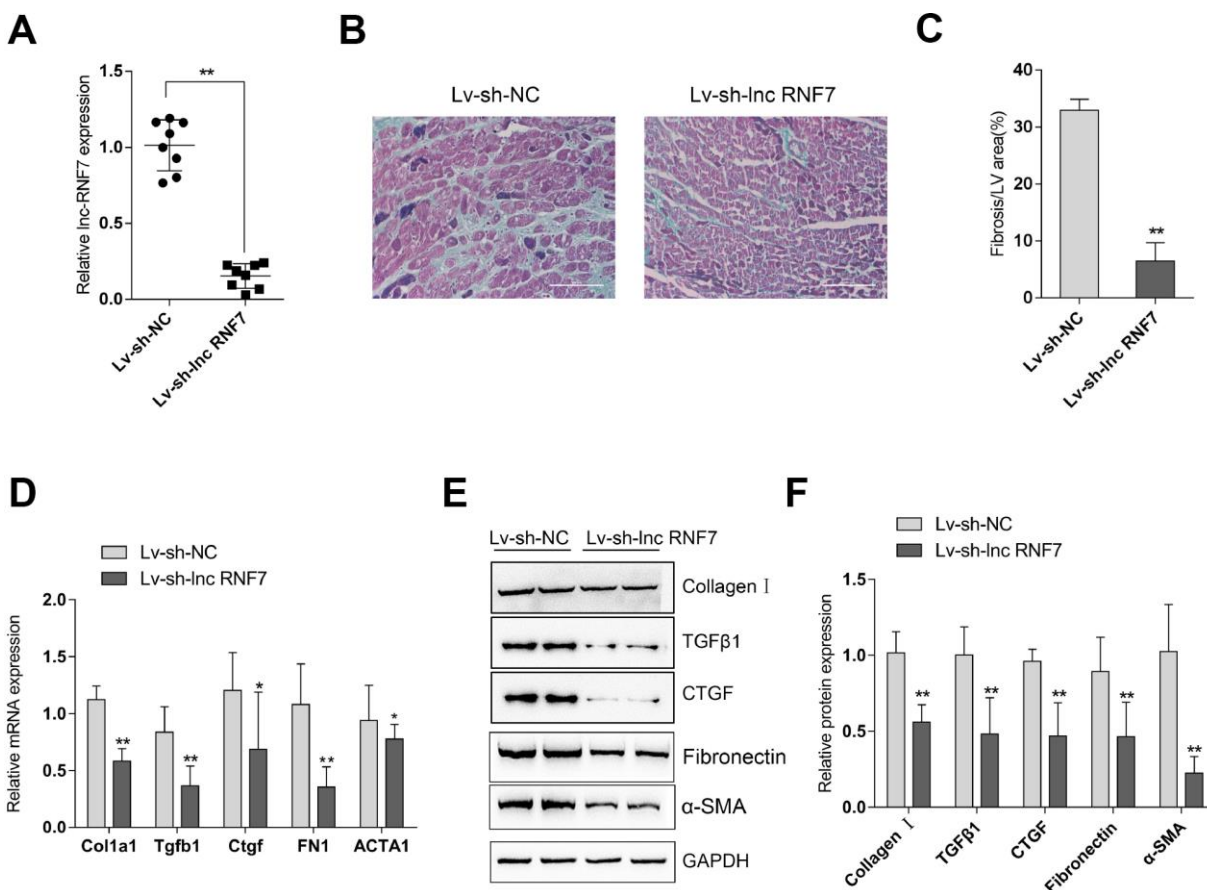 A
Relative lnc-RNF7 expression
1.5
1.0
0.5
0.0
**
Lv-sh-NC
Lv-sh-lnc RNF7
B
Lv-sh-NC
Lv-sh-lnc RNF7
C
Fibrosis/LV area(%)
40
30
20
10
0
**
Lv-sh-NC
Lv-sh-lnc RNF7
D
Lv-sh-NC
Lv-sh-lnc RNF7
Relative mRNA expression
2.0
1.5
1.0
0.5
0.0
**
**
*
**
*
Col1a1
Tgfb1
Ctgf
FN1
ACTA1
E
Lv-sh-NC Lv-sh-lnc RNF7
Collagen Ⅰ
TGFβ1
CTGF
Fibronectin
α-SMA
GAPDH
F
Lv-sh-NC
Lv-sh-lnc RNF7
Relative protein expression
1.5
1.0
0.5
0.0
**
**
**
**
**
Collagen Ⅰ
TGFβ1
CTGF
Fibronectin
α-SMA